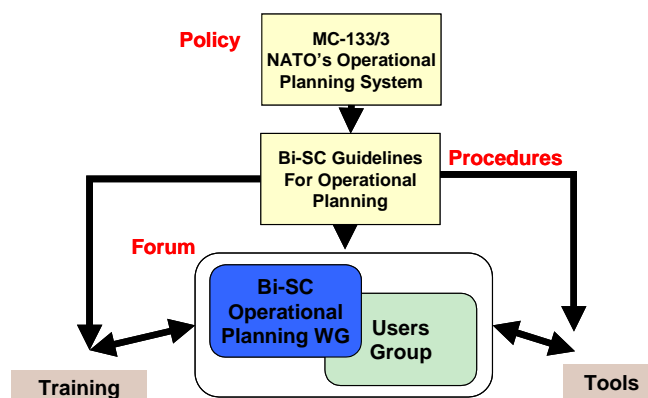 Policy
MC-133/3
NATO's Operational
Planning System
Bi-SC Guidelines
For Operational
Planning
Procedures
Forum
Bi-SC
Operational
Planning WG
Users
Group
Training
Tools